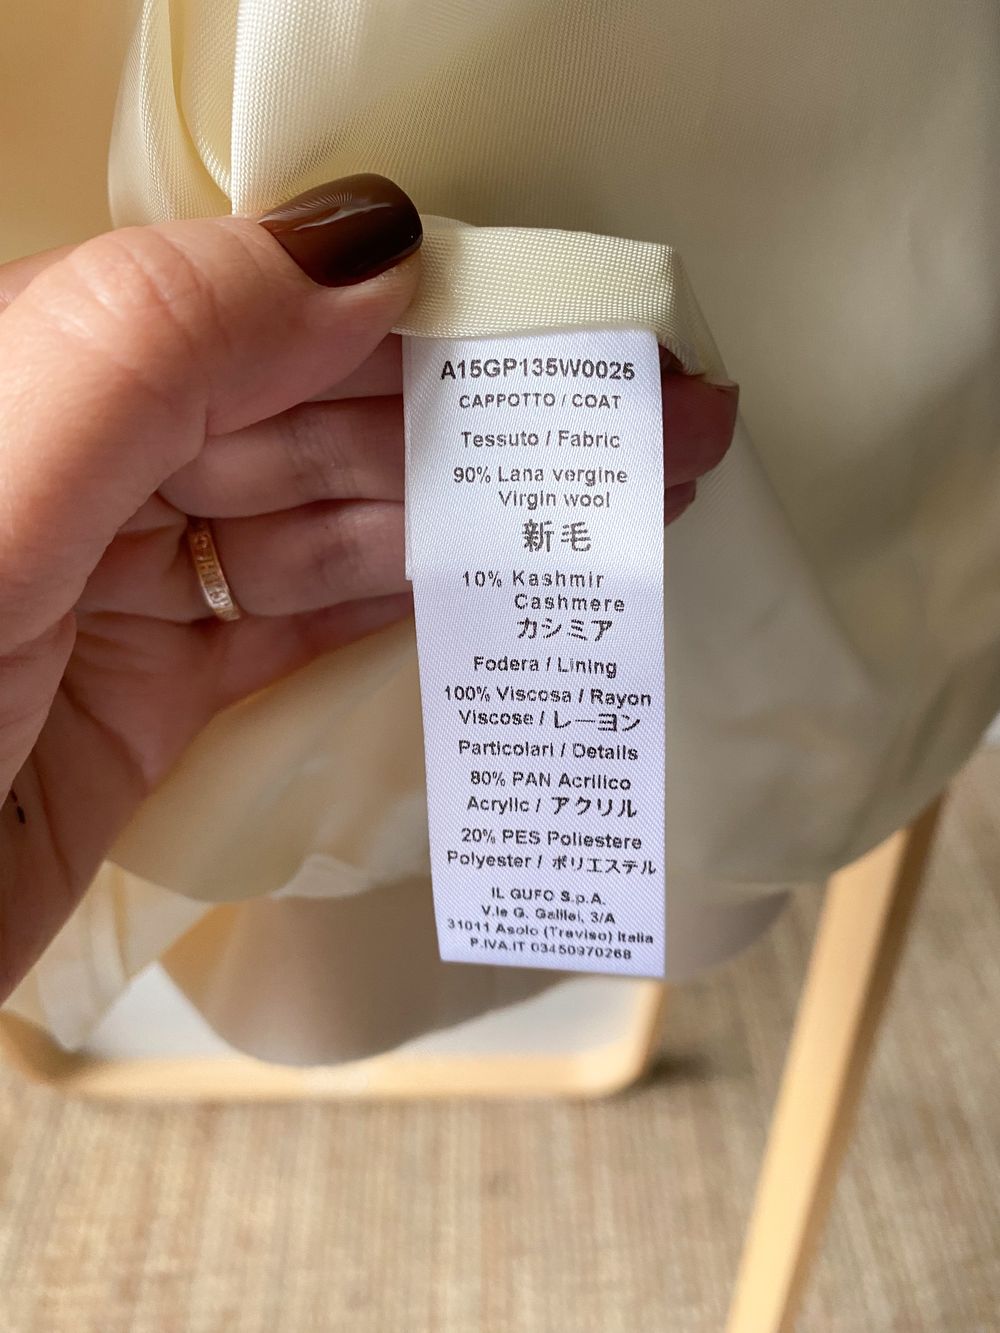 A15GP135W0025
CAPPOTTO / COAT
Tessuto / Fabric
90% Lana vergine
Virgin wool
新毛
10% Kashmir
Cashmere
カシミア
Fodera / Lining
100% Viscosa / Rayon
Viscose / レーヨン
Particolari / Details
80% PAN Acrilico
Acrylic / アクリル
20% PES Poliestere
Polyester / ポリエステル
IL GUFO S.p.A.
V.le G. Galilei, 3/A
31011 Asolo (Treviso) Italia
P.IVA.IT 03450970268